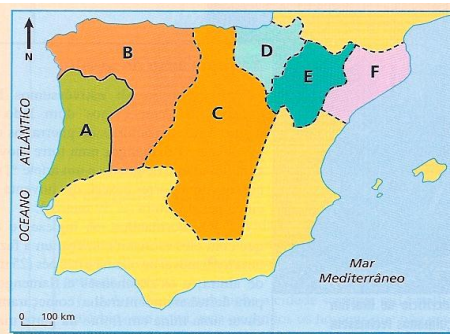 N
OCEANO ATLÂNTICO
A
B
C
D
E
F
Mar
Mediterrâneo
0 100 km